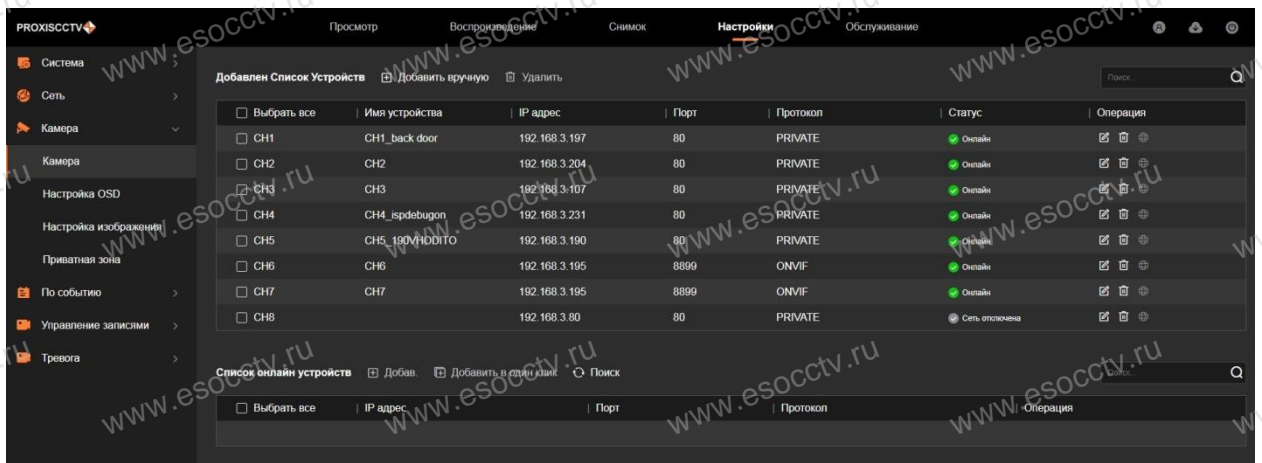 PROXISCCTV Просмотр Воспроизведение Снимок Настройки Обслуживание
Система
Добавлен Список Устройств Добавить вручную Удалить Поиск...
Сеть
Выбрать все Имя устройства IP адрес Порт Протокол Статус Операция
Камера
CH1 CH1_back door 192.168.3.197 80 PRIVATE Онлайн
Камера
CH2 CH2 192.168.3.204 80 PRIVATE Онлайн
Настройка OSD
CH3 CH3 192.168.3.107 80 PRIVATE Онлайн
CH4 CH4_ispdebugon 192.168.3.231 80 PRIVATE Онлайн
Настройка изображения
CH5 CH5_190VHODITO 192.168.3.190 80 PRIVATE Онлайн
Приватная зона
CH6 CH6 192.168.3.195 8899 ONVIF Онлайн
По событию
CH7 CH7 192.168.3.195 8899 ONVIF Онлайн
CH8 192.168.3.80 80 PRIVATE Сеть отключена
Управление записями
Тревога
Список онлайн устройств Добав. Добавить в один клик Поиск Поиск...
Выбрать все IP адрес Порт Протокол Операция
www.esocctv.ru